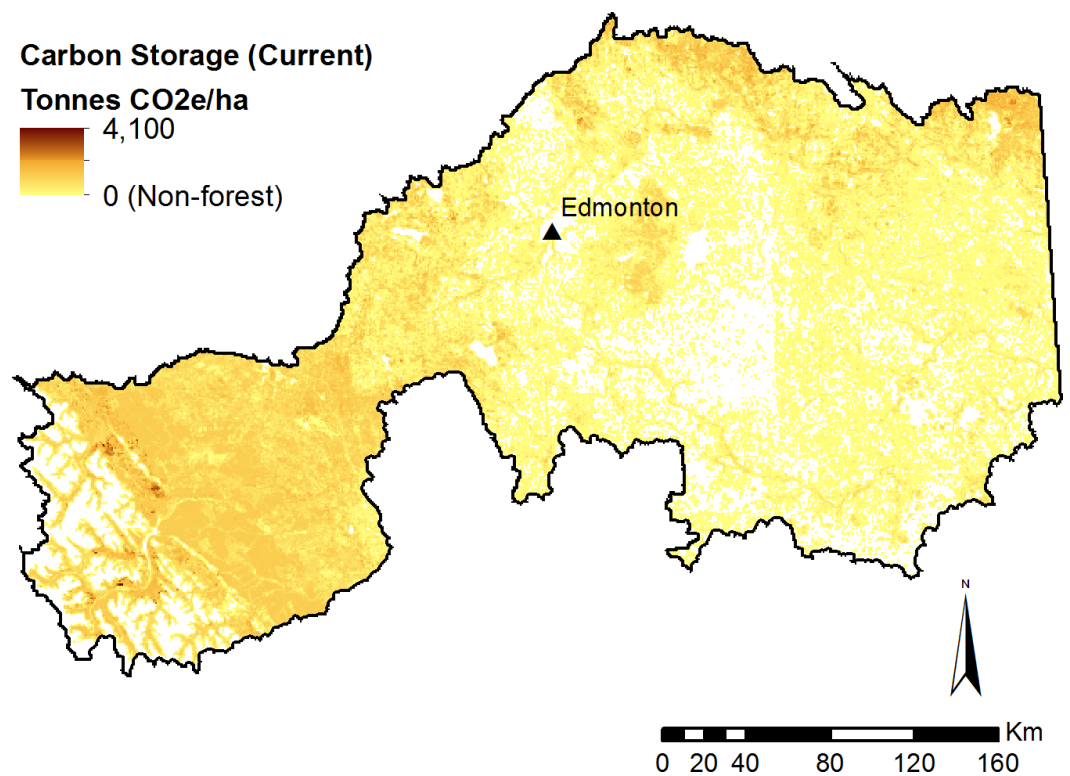 Carbon Storage (Current)
Tonnes CO2e/ha
4,100
0 (Non-forest)
Edmonton
N
Km
0 20 40 80 120 160